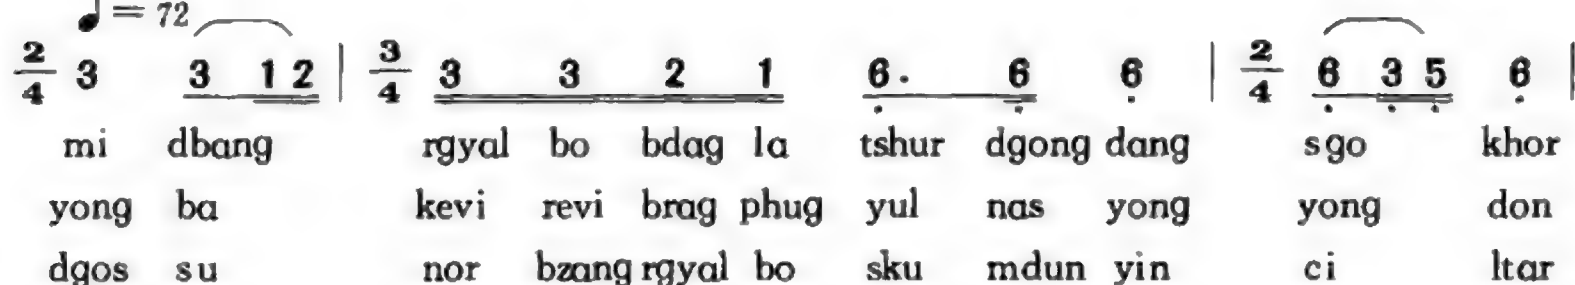 ♩= 72
2/4 3 3 1 2 | 3/4 3 3 2 1 6. 6 6 | 2/4 6 3 5 6 |
mi dbang rgyal bo bdag la tshur dgong dang sgo khor
yong ba kevi revi brag phug yul nas yong yong don
dgos su nor bzang rgyal bo sku mdun yin ci ltar